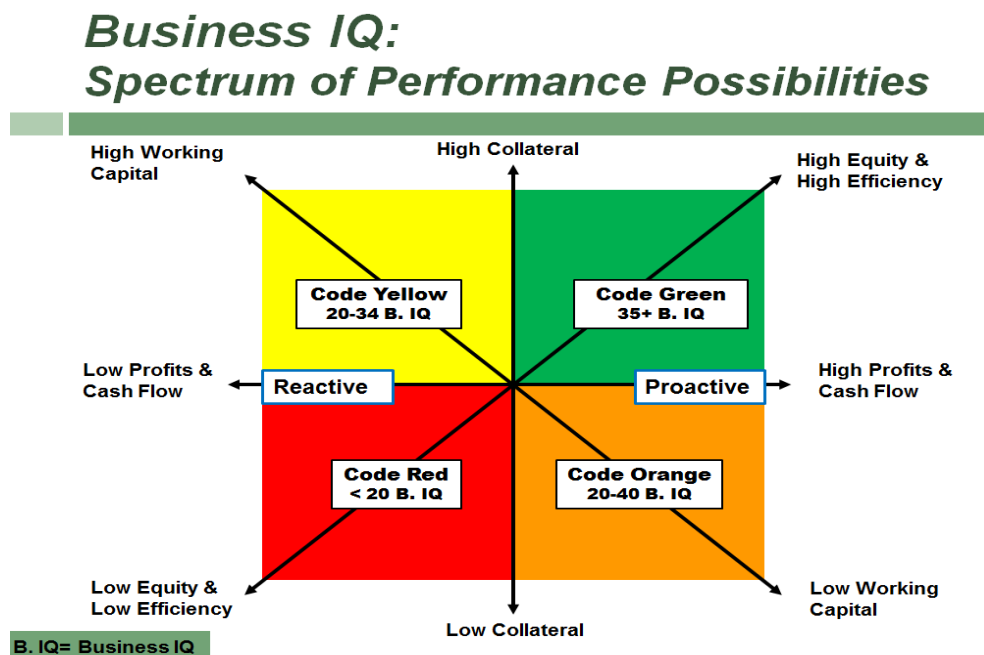 Business IQ:
Spectrum of Performance Possibilities
High Working
Capital
High Collateral
High Equity &
High Efficiency
Code Yellow
20-34 B. IQ
Code Green
35+ B. IQ
Low Profits &
Cash Flow
Reactive
Proactive
High Profits &
Cash Flow
Code Red
< 20 B. IQ
Code Orange
20-40 B. IQ
Low Equity &
Low Efficiency
Low Collateral
Low Working
Capital
B. IQ= Business IQ